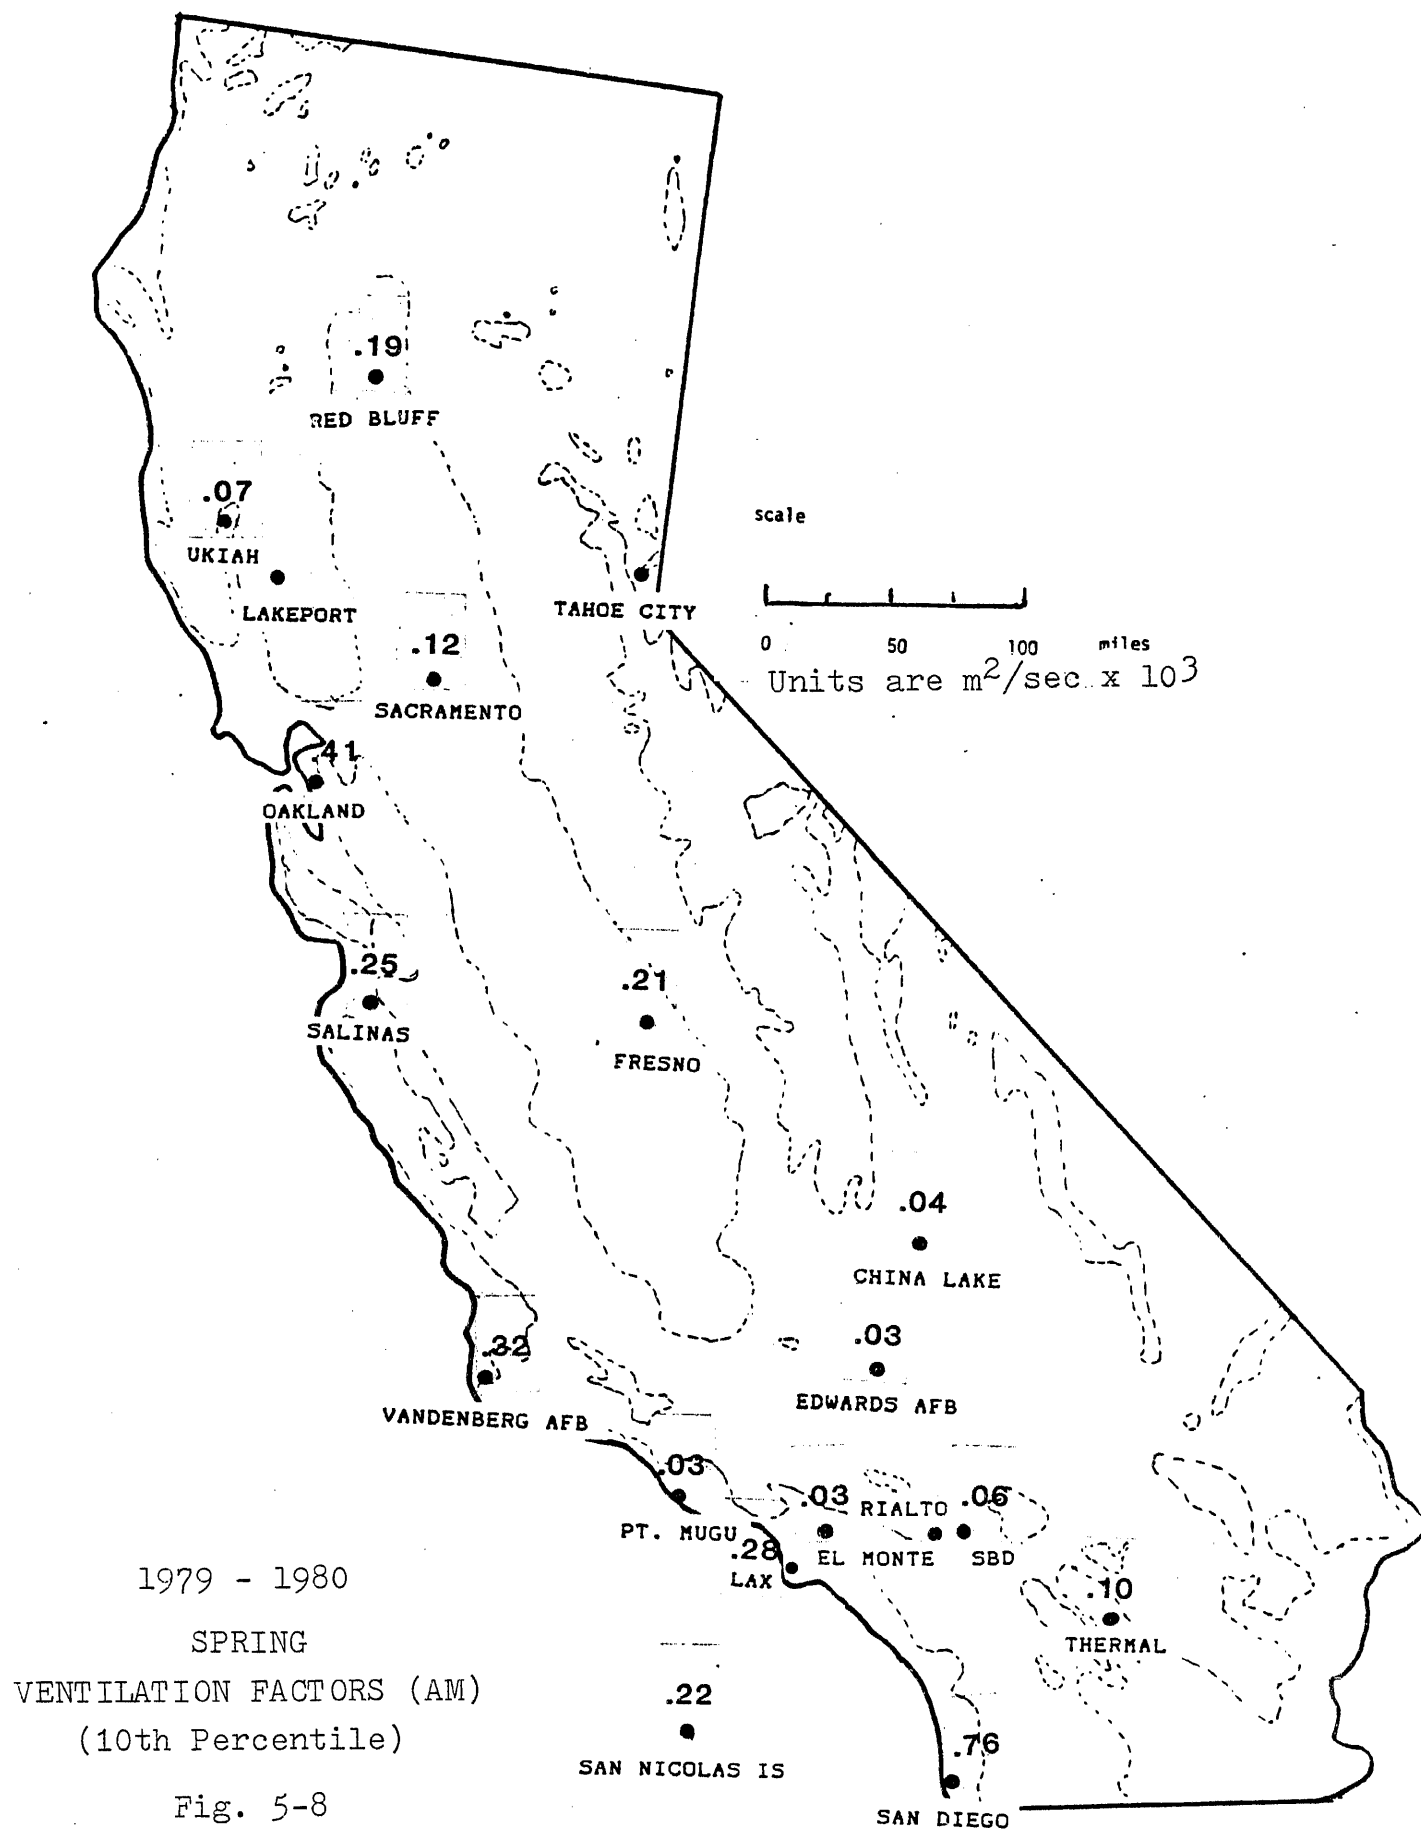 .19
RED BLUFF
.07
UKIAH
LAKEPORT
scale
TAHOE CITY
0 50 100 miles
Units are m²/sec x 10³
.12
SACRAMENTO
.41
OAKLAND
.25
SALINAS
.21
FRESNO
.04
CHINA LAKE
.03
EDWARDS AFB
.32
VANDENBERG AFB
.03
PT. MUGU
.03
EL MONTE
RIALTO
.06
SBD
.28
LAX
.10
THERMAL
.22
SAN NICOLAS IS
.76
SAN DIEGO
1979 - 1980
SPRING
VENTILATION FACTORS (AM)
(10th Percentile)
Fig. 5-8